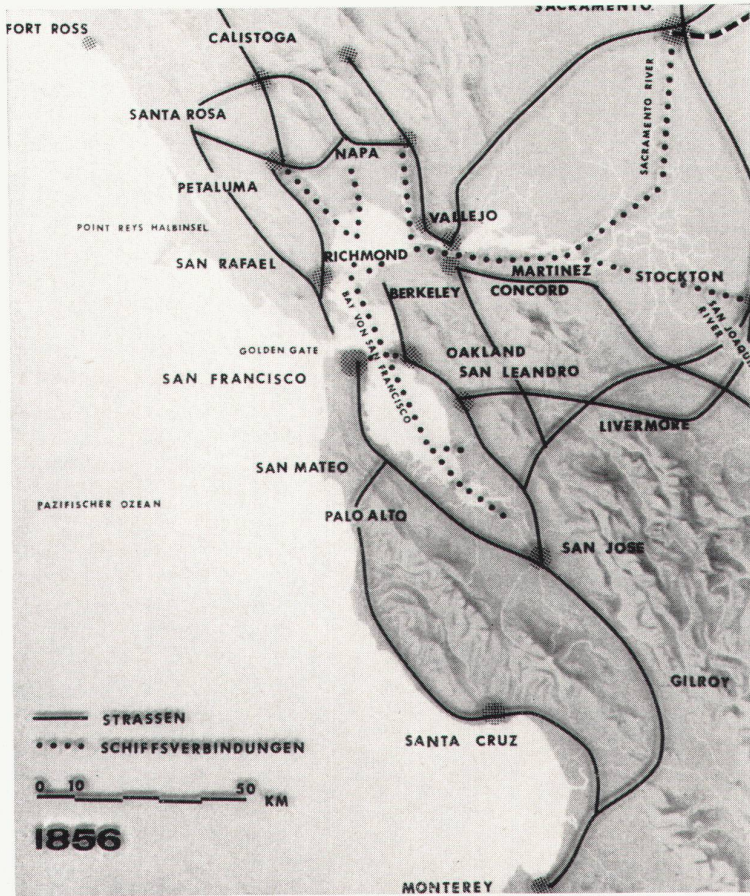 SACRAMENTO.
FORT ROSS
CALISTOGA
SACRAMENTO RIVER
SANTA ROSA
NAPA
PETALUMA
VALLEJO
POINT REYS HALBINSEL
SAN RAFAEL
RICHMOND
MARTINEZ
STOCKTON
BERKELEY
CONCORD
SAN JOAQUIN
RIVER
BAY VON SAN FRANCISCO
GOLDEN GATE
OAKLAND
SAN FRANCISCO
SAN LEANDRO
LIVERMORE
SAN MATEO
PAZIFISCHER OZEAN
PALO ALTO
SAN JOSE
GILROY
STRASSEN
SANTA CRUZ
SCHIFFSVERBINDUNGEN
0 10 50
KM
1856
MONTEREY